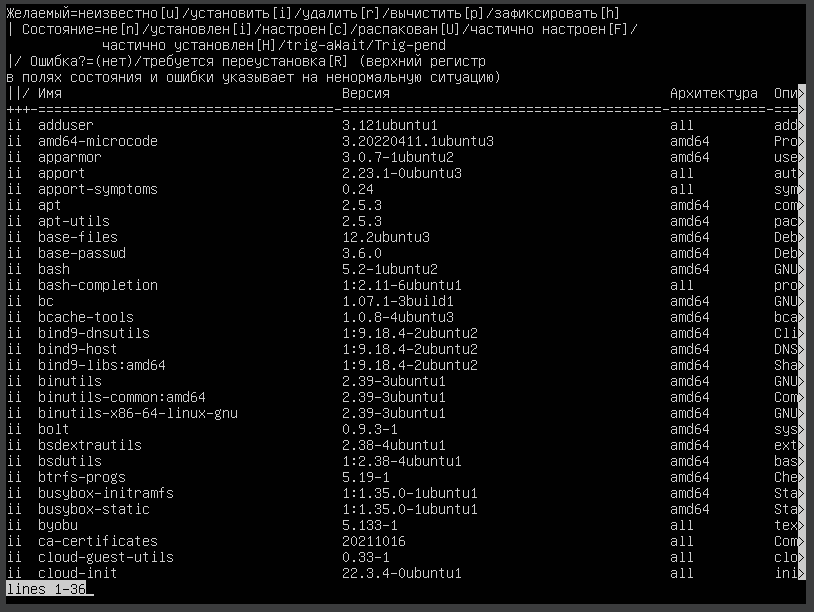 Желаемый=неизвестно[u]/установить[i]/удалить[r]/вычистить[p]/зафиксировать[h]
| Состояние=не[n]/установлен[i]/настроен[c]/распакован[U]/частично настроен[F]/
            частично установлен[H]/trig-aWait/Trig-pend
|/ Ошибка?=(нет)/требуется переустановка[R] (верхний регистр
в полях состояния и ошибки указывает на ненормальную ситуацию)
||/ Имя                                   Версия                                   Архитектура  Опи>
+++-=====================================-========================================-============-===>
ii  adduser                               3.121ubuntu1                             all          add>
ii  amd64-microcode                       3.20220411.1ubuntu3                      amd64        Pro>
ii  apparmor                              3.0.7-1ubuntu2                           amd64        use>
ii  apport                                2.23.1-0ubuntu3                          all          aut>
ii  apport-symptoms                       0.24                                     all          sym>
ii  apt                                   2.5.3                                    amd64        com>
ii  apt-utils                             2.5.3                                    amd64        pac>
ii  base-files                            12.2ubuntu3                              amd64        Deb>
ii  base-passwd                           3.6.0                                    amd64        Deb>
ii  bash                                  5.2-1ubuntu2                             amd64        GNU>
ii  bash-completion                       1:2.11-6ubuntu1                          all          pro>
ii  bc                                    1.07.1-3build1                           amd64        GNU>
ii  bcache-tools                          1.0.8-4ubuntu3                           amd64        bca>
ii  bind9-dnsutils                        1:9.18.4-2ubuntu2                        amd64        Cli>
ii  bind9-host                            1:9.18.4-2ubuntu2                        amd64        DNS>
ii  bind9-libs:amd64                      1:9.18.4-2ubuntu2                        amd64        Sha>
ii  binutils                              2.39-3ubuntu1                            amd64        GNU>
ii  binutils-common:amd64                 2.39-3ubuntu1                            amd64        Com>
ii  binutils-x86-64-linux-gnu             2.39-3ubuntu1                            amd64        GNU>
ii  bolt                                  0.9.3-1                                  amd64        sys>
ii  bsdextrautils                         2.38-4ubuntu1                            amd64        ext>
ii  bsdutils                              1:2.38-4ubuntu1                          amd64        bas>
ii  btrfs-progs                           5.19-1                                   amd64        Che>
ii  busybox-initramfs                     1:1.35.0-1ubuntu1                        amd64        Sta>
ii  busybox-static                        1:1.35.0-1ubuntu1                        amd64        Sta>
ii  byobu                                 5.133-1                                  all          tex>
ii  ca-certificates                       20211016                                 all          Com>
ii  cloud-guest-utils                     0.33-1                                   all          clo>
ii  cloud-init                            22.3.4-0ubuntu1                          all          ini>
lines 1-36